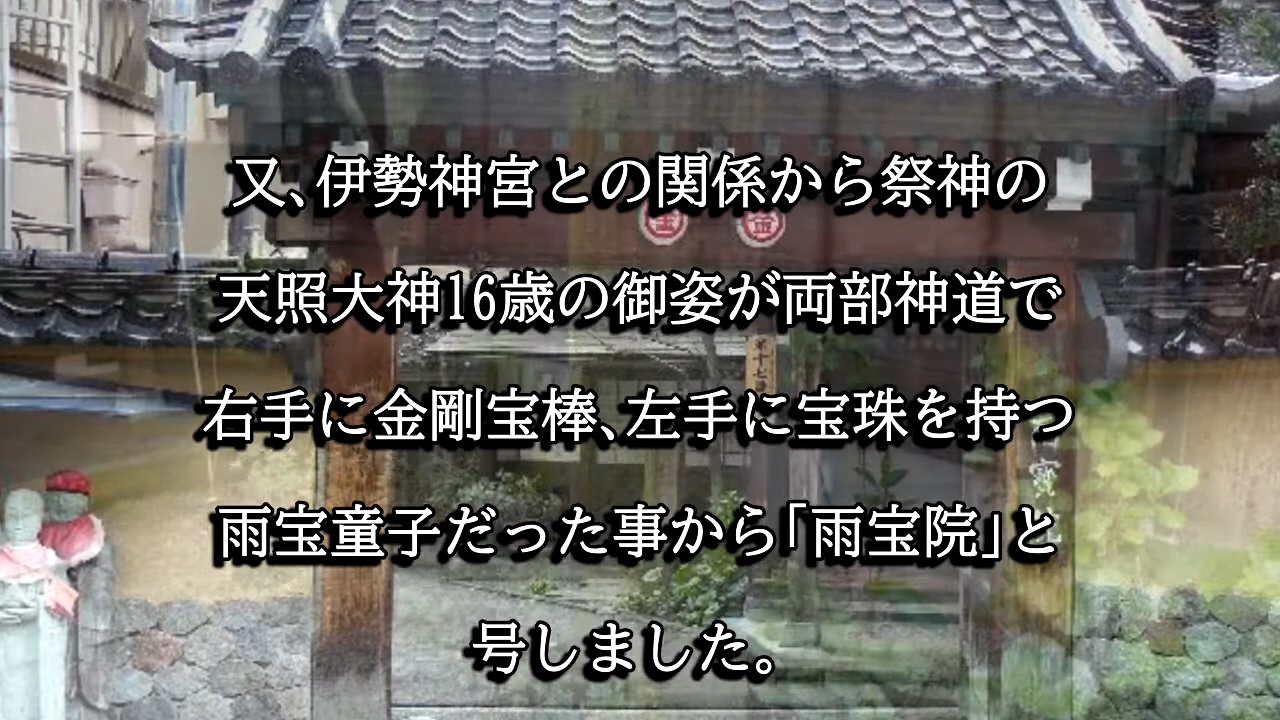 又、伊勢神宮との関係から祭神の
天照大神16歳の御姿が両部神道で
右手に金剛宝棒、左手に宝珠を持つ
雨宝童子だった事から「雨宝院」と
号しました。
第十七